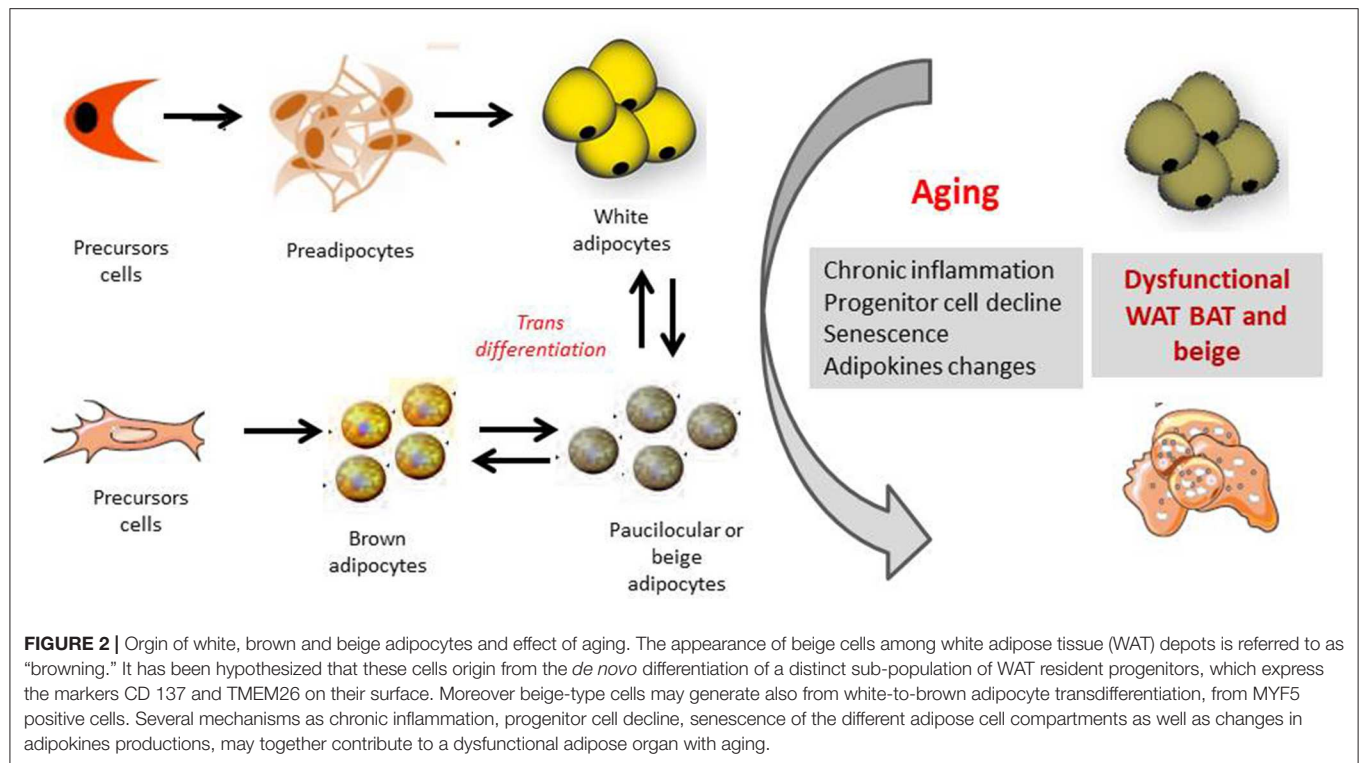 Precursors
cells
Preadipocytes
White
adipocytes
Trans
differentiation
Precursors
cells
Brown
adipocytes
Paucilocular or
beige
adipocytes
Aging
Chronic inflammation
Progenitor cell decline
Senescence
Adipokines changes
Dysfunctional
WAT BAT and
beige
FIGURE 2 | Orgin of white, brown and beige adipocytes and effect of aging. The appearance of beige cells among white adipose tissue (WAT) depots is referred to as
“browning.” It has been hypothesized that these cells origin from the de novo differentiation of a distinct sub-population of WAT resident progenitors, which express
the markers CD 137 and TMEM26 on their surface. Moreover beige-type cells may generate also from white-to-brown adipocyte transdifferentiation, from MYF5
positive cells. Several mechanisms as chronic inflammation, progenitor cell decline, senescence of the different adipose cell compartments as well as changes in
adipokines productions, may together contribute to a dysfunctional adipose organ with aging.